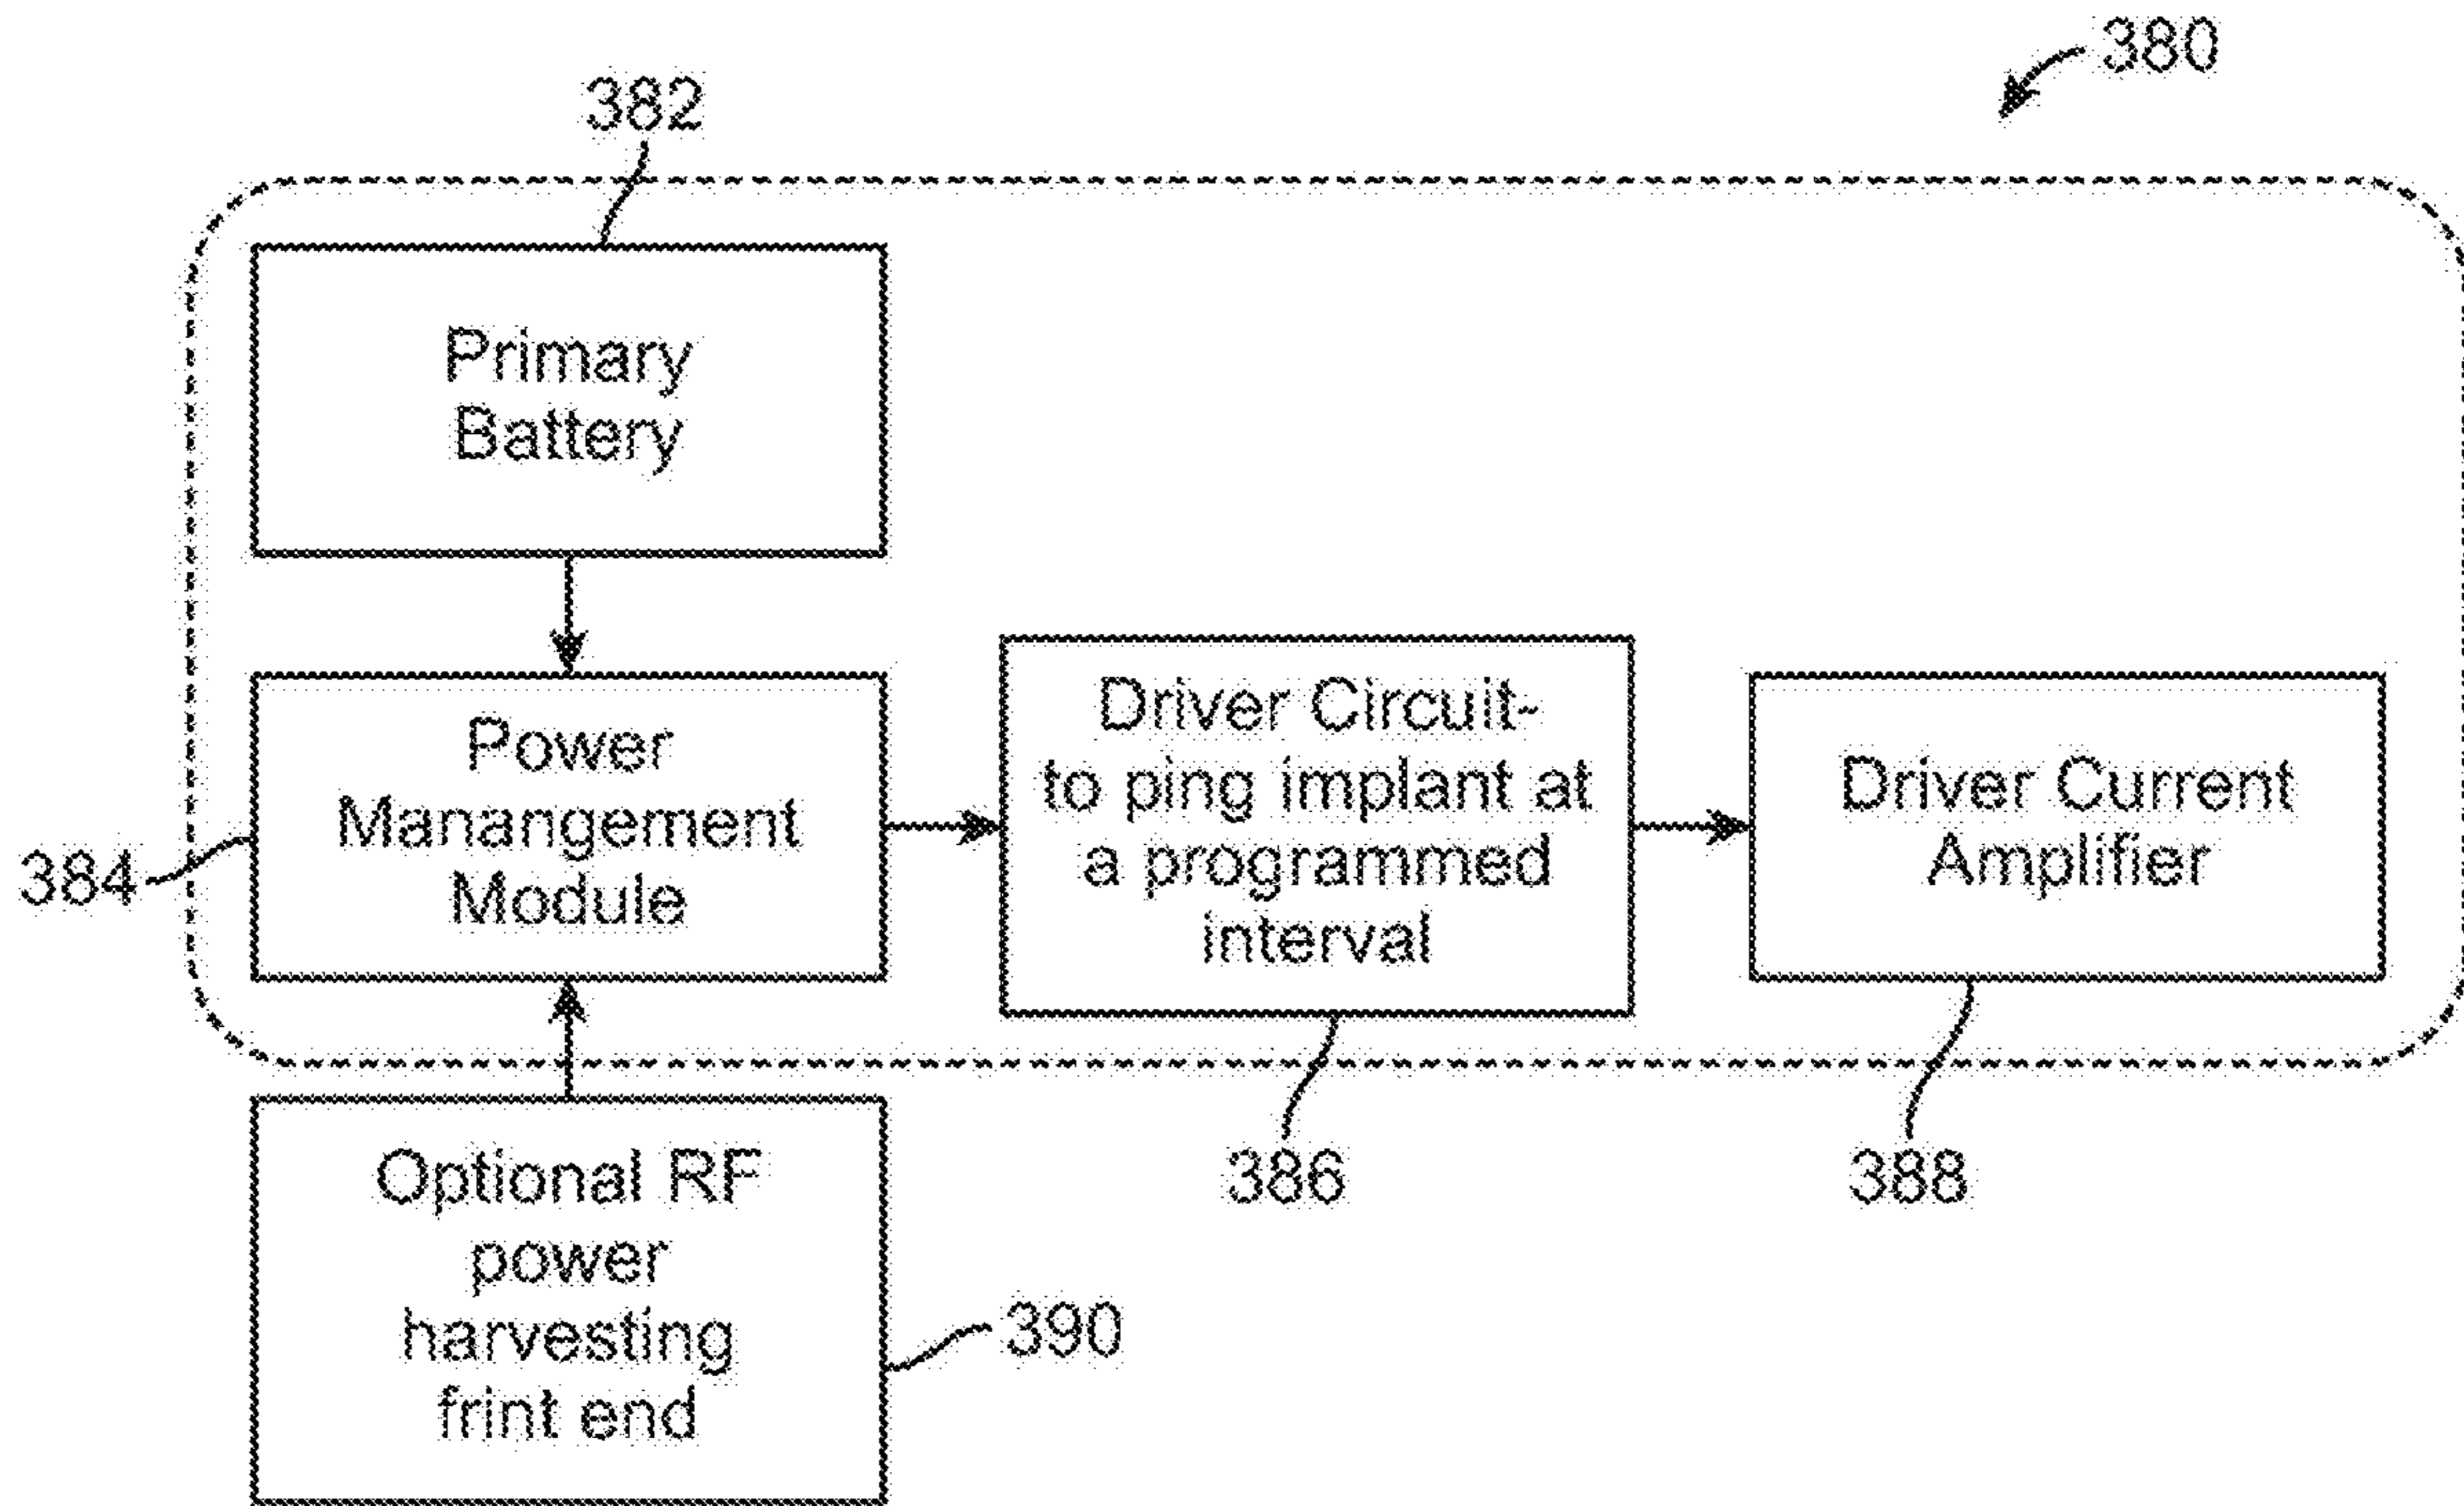 380
382
Primary
Battery
Power
Manangement
Module
384
Driver Circuit-
to ping implant at
a programmed
interval
386
Driver Current
Amplifier
388
Optional RF
power
harvesting
frint end
390